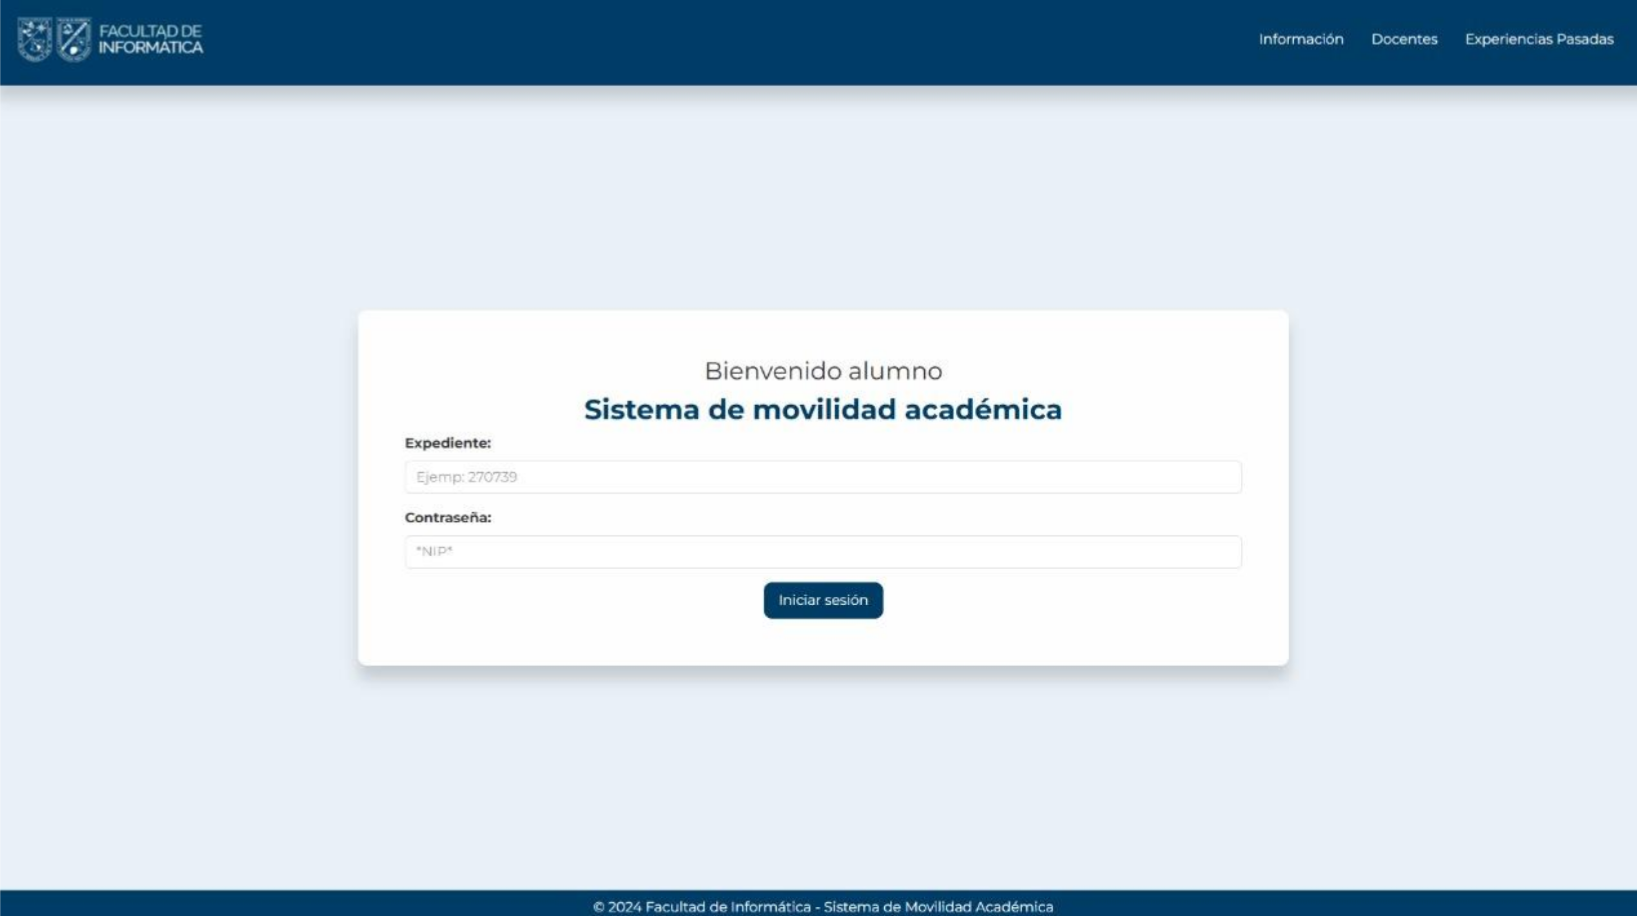 FACULTAD DE
INFORMÁTICA
Información Docentes Experiencias Pasadas
Bienvenido alumno
Sistema de movilidad académica
Expediente:
Ejemp: 270739
Contraseña:
*NIP*
Iniciar sesión
© 2024 Facultad de Informática - Sistema de Movilidad Académica